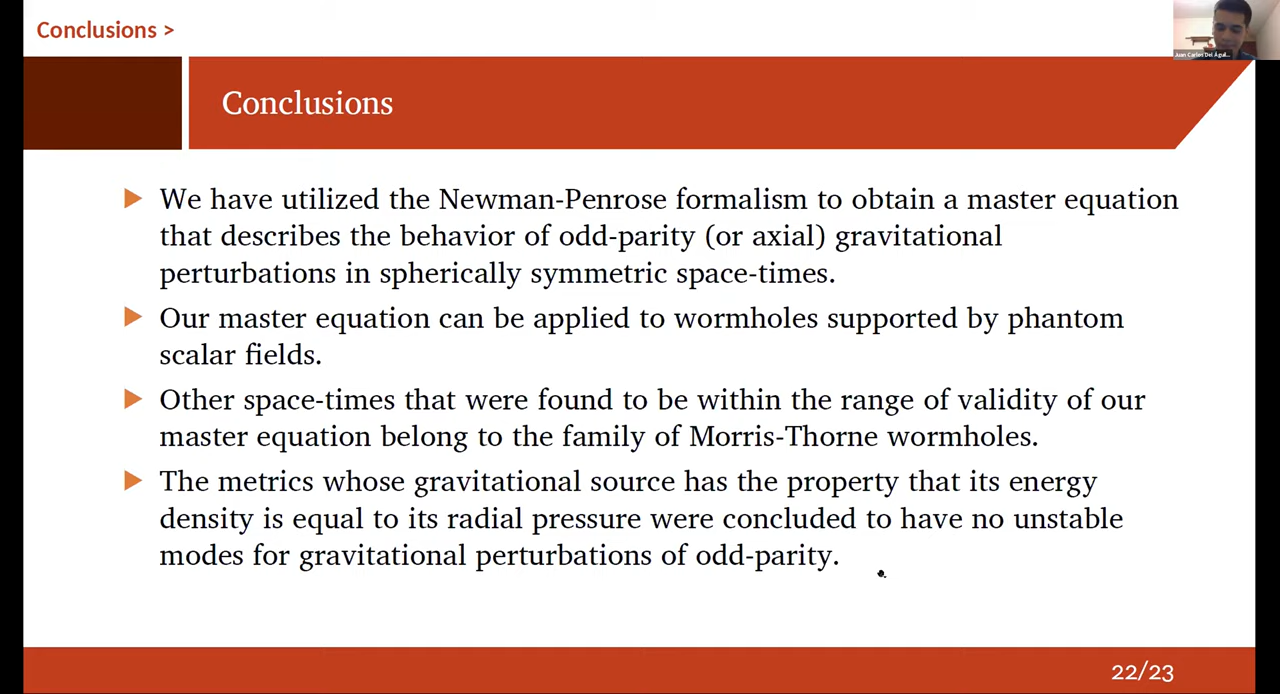 Conclusions >
Juan Carlos Del Águil...
Conclusions
We have utilized the Newman-Penrose formalism to obtain a master equation
that describes the behavior of odd-parity (or axial) gravitational
perturbations in spherically symmetric space-times.
Our master equation can be applied to wormholes supported by phantom
scalar fields.
Other space-times that were found to be within the range of validity of our
master equation belong to the family of Morris-Thorne wormholes.
The metrics whose gravitational source has the property that its energy
density is equal to its radial pressure were concluded to have no unstable
modes for gravitational perturbations of odd-parity.
22/23